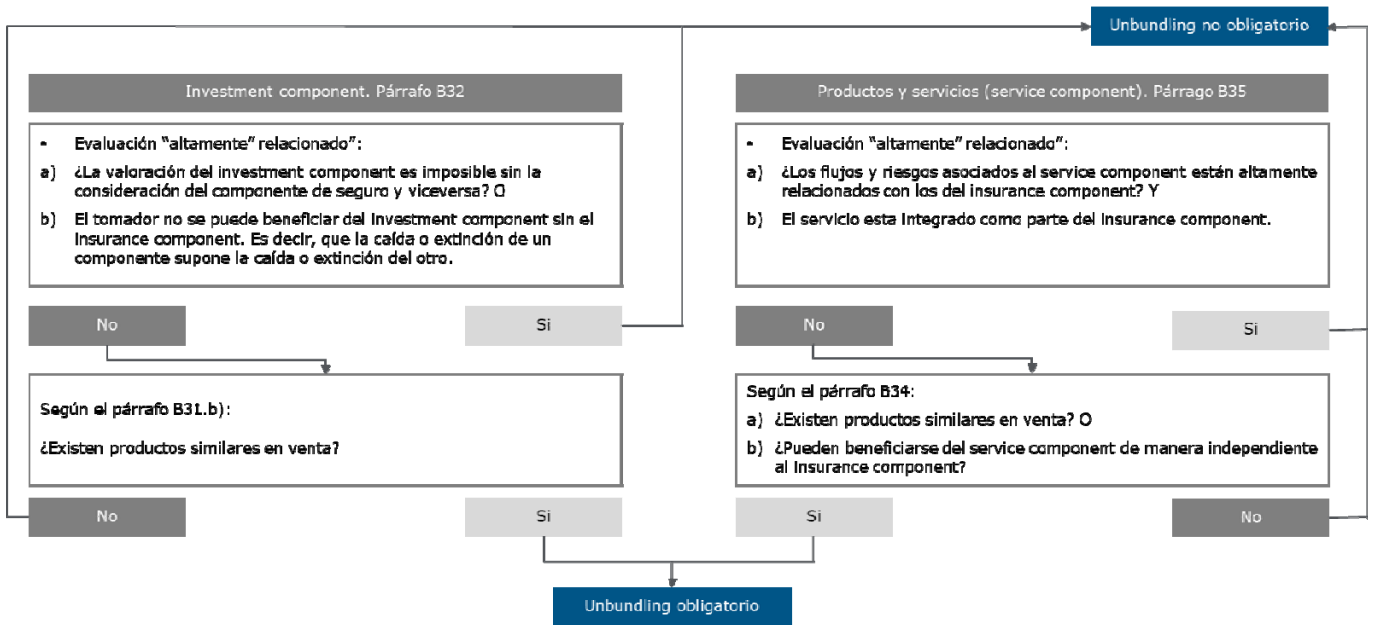 Unbundling no obligatorio
Investment component. Párrafo B32
- Evaluación "altamente" relacionado":
a) ¿La valoración del investment component es imposible sin la
consideración del componente de seguro y viceversa? O
b) El tomador no se puede beneficiar del investment component sin el
insurance component. Es decir, que la caída o extinción de un
componente supone la caída o extinción del otro.
No
Si
Según el párrafo B31.b):
¿Existen productos similares en venta?
No
Si
Productos y servicios (service component). Párrago B35
- Evaluación "altamente" relacionado":
a) ¿Los flujos y riesgos asociados al service component están altamente
relacionados con los del insurance component? Y
b) El servicio esta integrado como parte del insurance component.
No
Si
Según el párrafo B34:
a) ¿Existen productos similares en venta? O
b) ¿Pueden beneficiarse del service component de manera independiente
al insurance component?
Si
No
Unbundling obligatorio